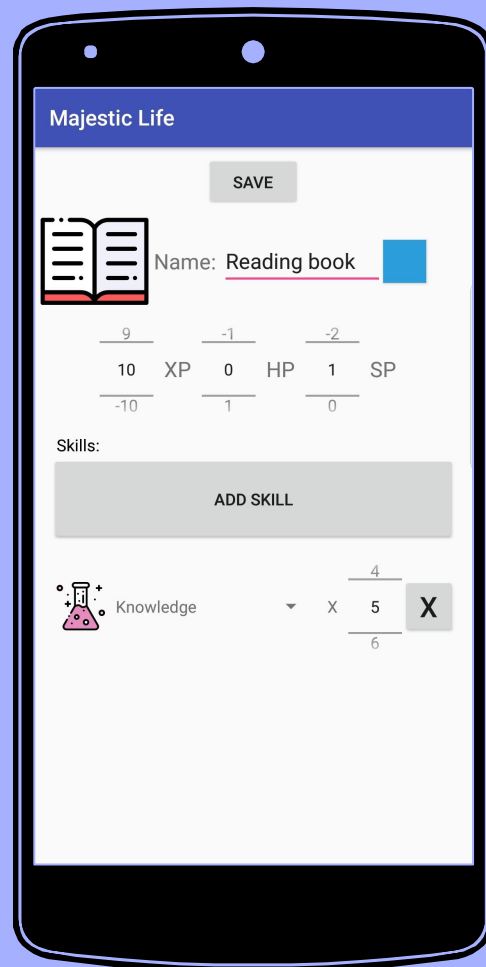 Majestic Life
SAVE
Name: Reading book
9 -1 -2
10 XP 0 HP 1 SP
-10 1 0
Skills:
ADD SKILL
4
Knowledge X 5 X
6